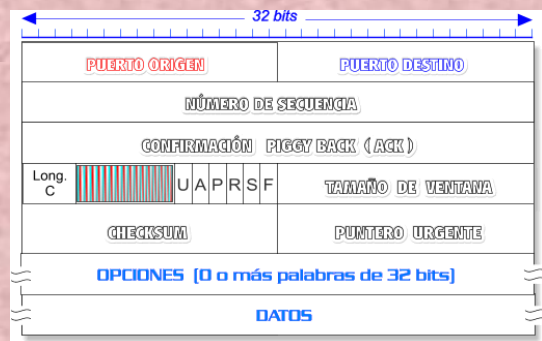 32 bits
PUERTO ORIGEN PUERTO DESTINO
NÚMERO DE SECUENCIA
CONFIRMACIÓN PIGGY BACK (ACK)
Long. C U A P R S F TAMAÑO DE VENTANA
CHECKSUM PUNTERO URGENTE
OPCIONES (0 o más palabras de 32 bits)
DATOS